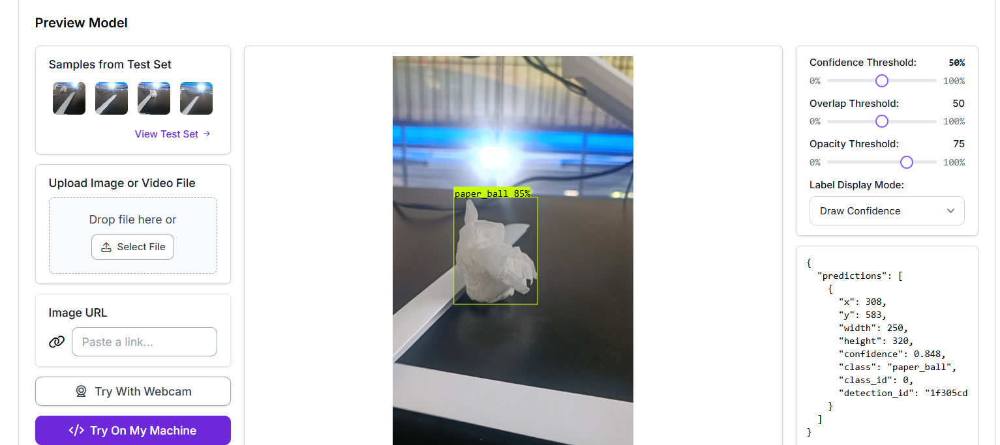 Preview Model
Samples from Test Set
View Test Set →
Upload Image or Video File
Drop file here or
Select File
Image URL
Paste a link...
Try With Webcam
</> Try On My Machine
paper_ball 85%
Confidence Threshold: 50%
0% 100%
Overlap Threshold: 50
0% 100%
Opacity Threshold: 75
0% 100%
Label Display Mode:
Draw Confidence
{
"predictions": [
{
"x": 308,
"y": 583,
"width": 250,
"height": 320,
"confidence": 0.848,
"class": "paper_ball",
"class_id": 0,
"detection_id": "1f305cd
}
]
}